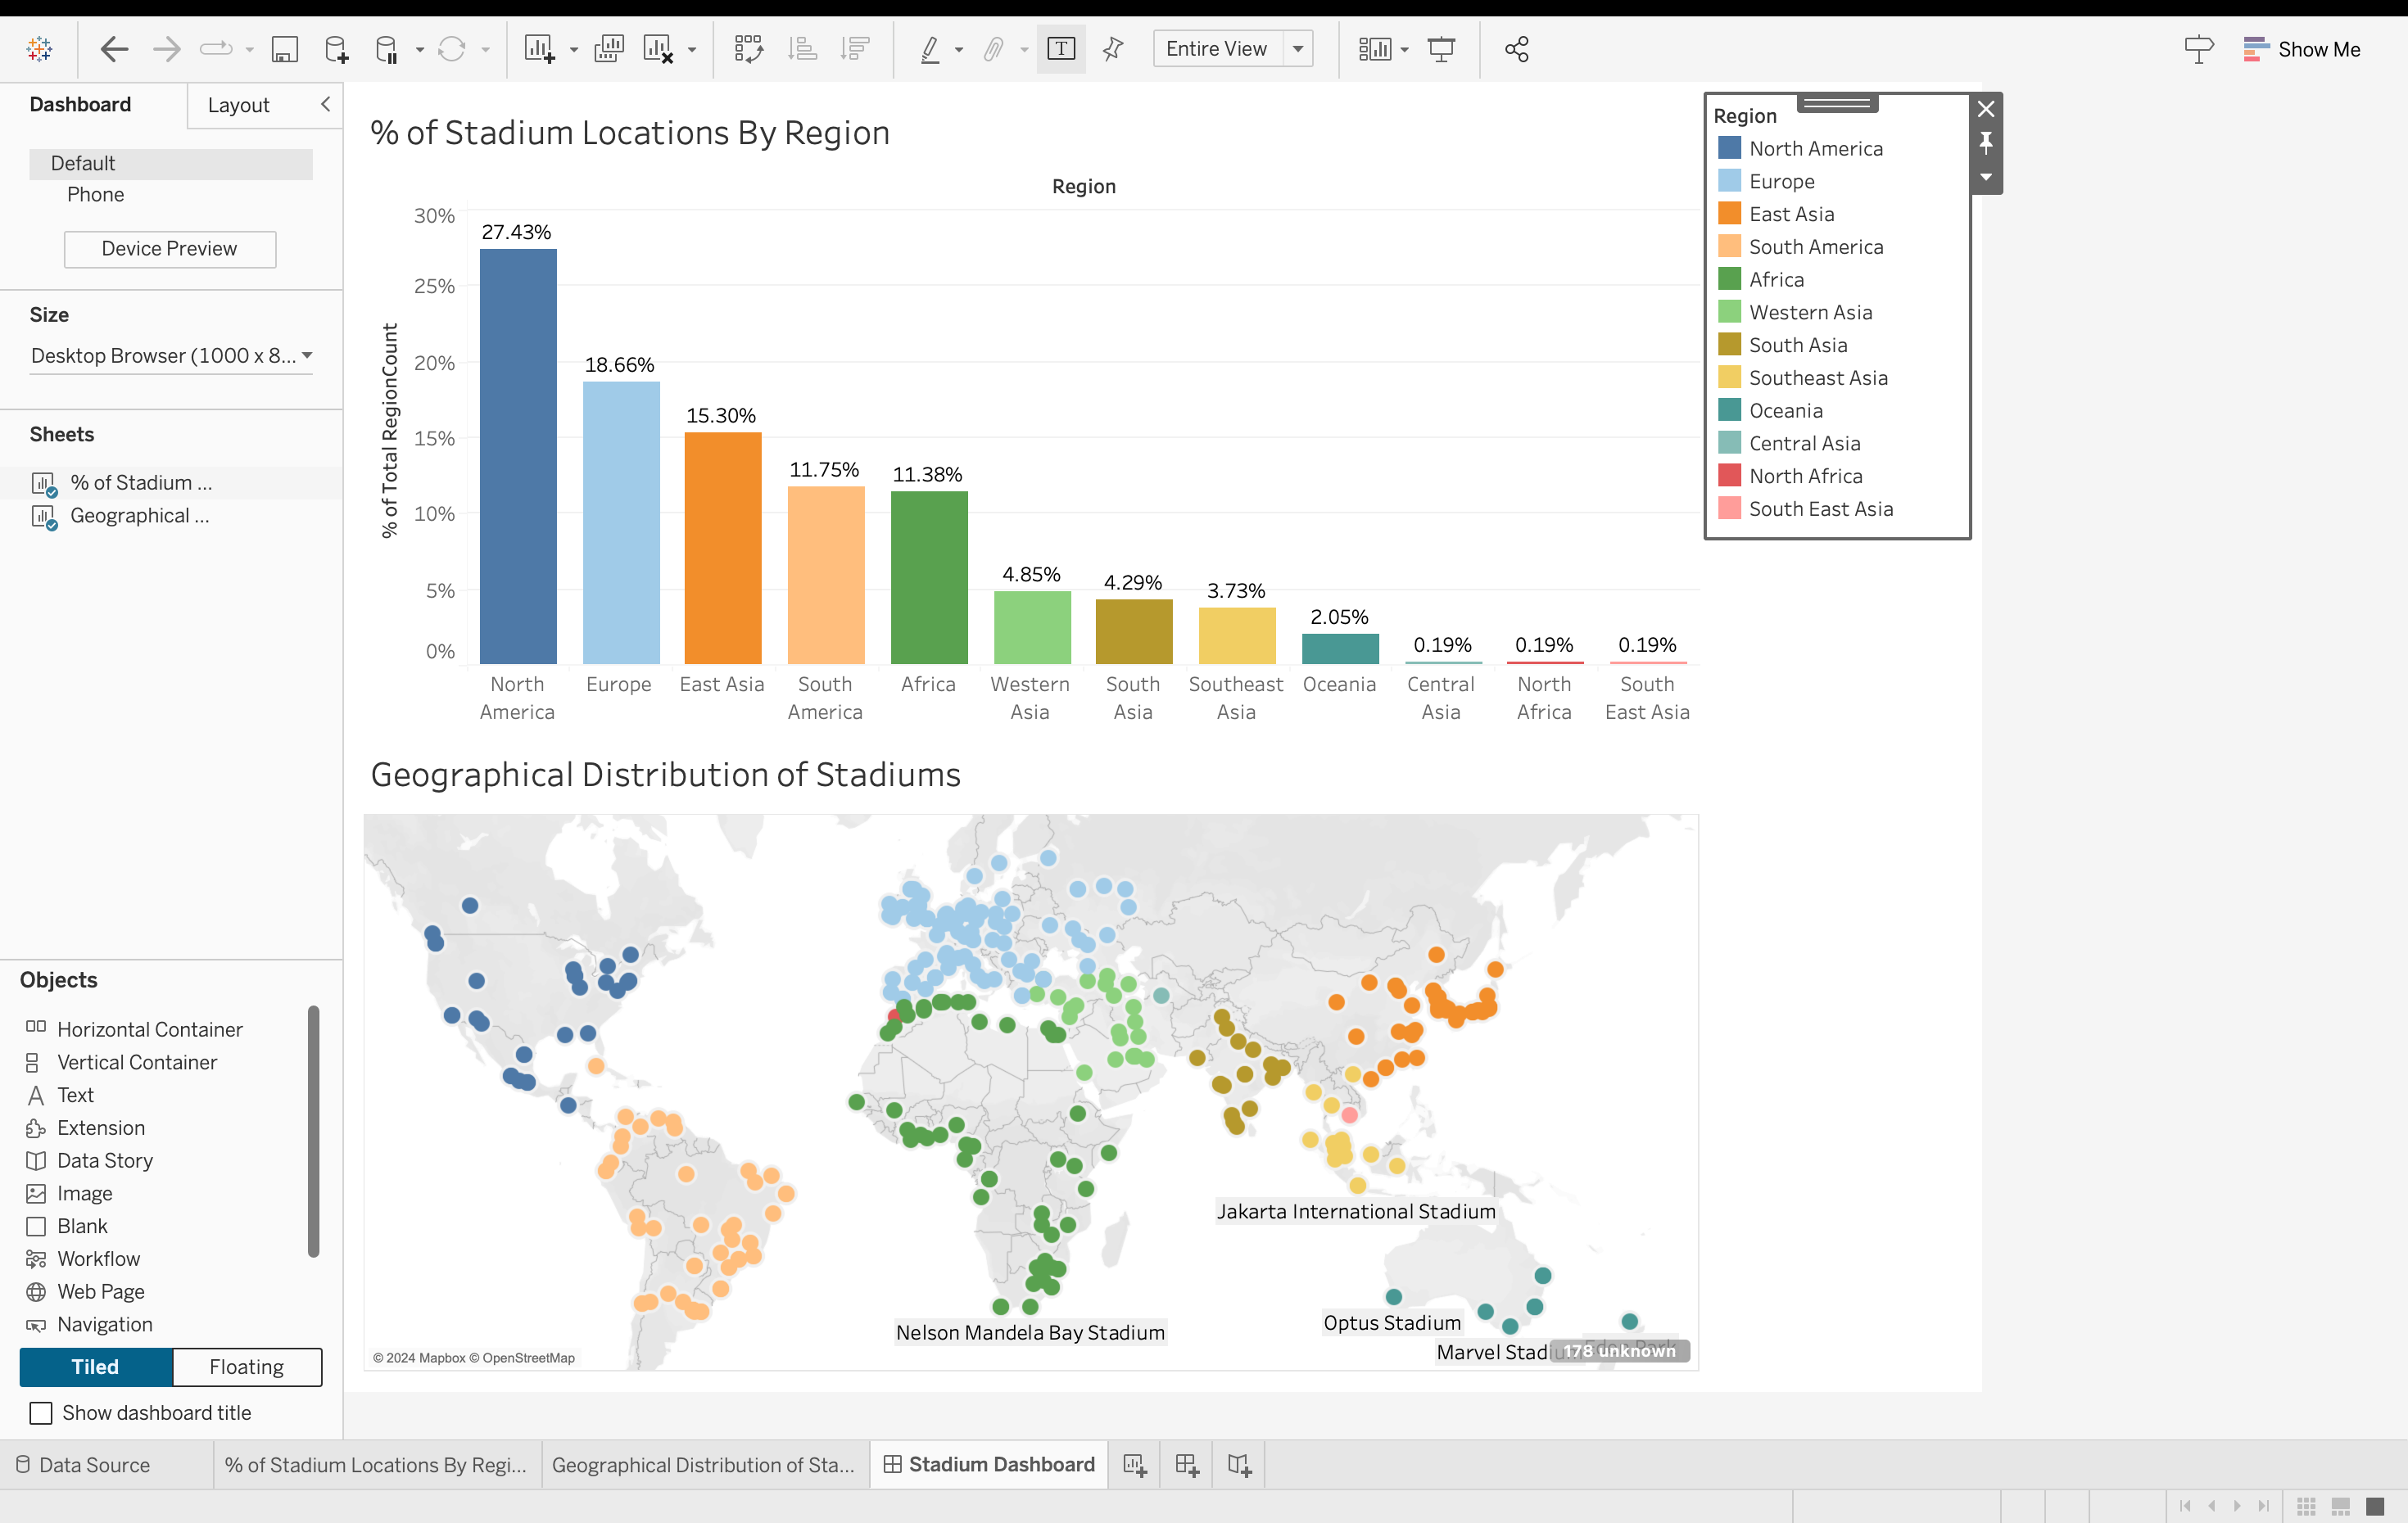 Entire View
Show Me
Dashboard
Layout
Default
Phone
Device Preview
Size
Desktop Browser (1000 x 8...
Sheets
% of Stadium ...
Geographical ...
Objects
Horizontal Container
Vertical Container
Text
Extension
Data Story
Image
Blank
Workflow
Web Page
Navigation
Tiled
Floating
Show dashboard title
% of Stadium Locations By Region
Region
% of Total RegionCount
30%
25%
20%
15%
10%
5%
0%
27.43%
18.66%
15.30%
11.75%
11.38%
4.85%
4.29%
3.73%
2.05%
0.19%
0.19%
0.19%
North
America
Europe
East Asia
South
America
Africa
Western
Asia
South
Asia
Southeast
Asia
Oceania
Central
Asia
North
Africa
South
East Asia
Region
North America
Europe
East Asia
South America
Africa
Western Asia
South Asia
Southeast Asia
Oceania
Central Asia
North Africa
South East Asia
Geographical Distribution of Stadiums
Jakarta International Stadium
Nelson Mandela Bay Stadium
Optus Stadium
Marvel Stadium
178 unknown
© 2024 Mapbox © OpenStreetMap
Data Source
% of Stadium Locations By Regi...
Geographical Distribution of Sta...
Stadium Dashboard